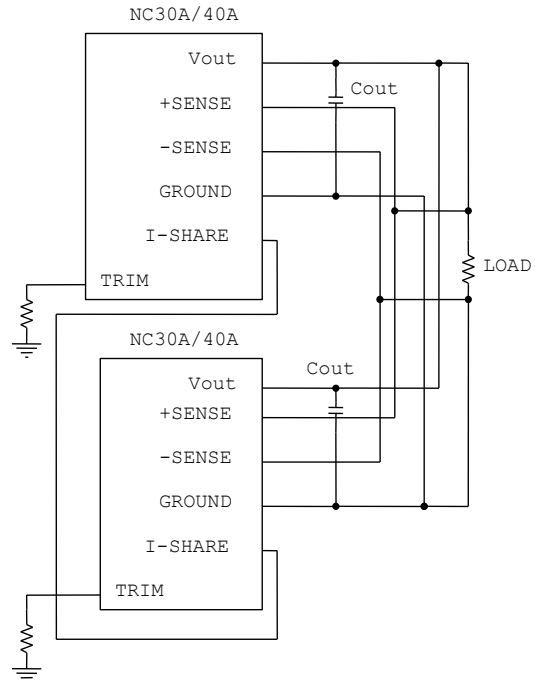 NC30A/40A
Vout
Cout
+SENSE
-SENSE
GROUND
I-SHARE
LOAD
TRIM
NC30A/40A
Cout
Vout
+SENSE
-SENSE
GROUND
I-SHARE
TRIM